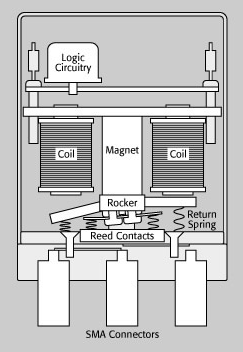 Logic
Circuitry
Coil
Magnet
Coil
Rocker
Return
Spring
Reed Contacts
SMA Connectors